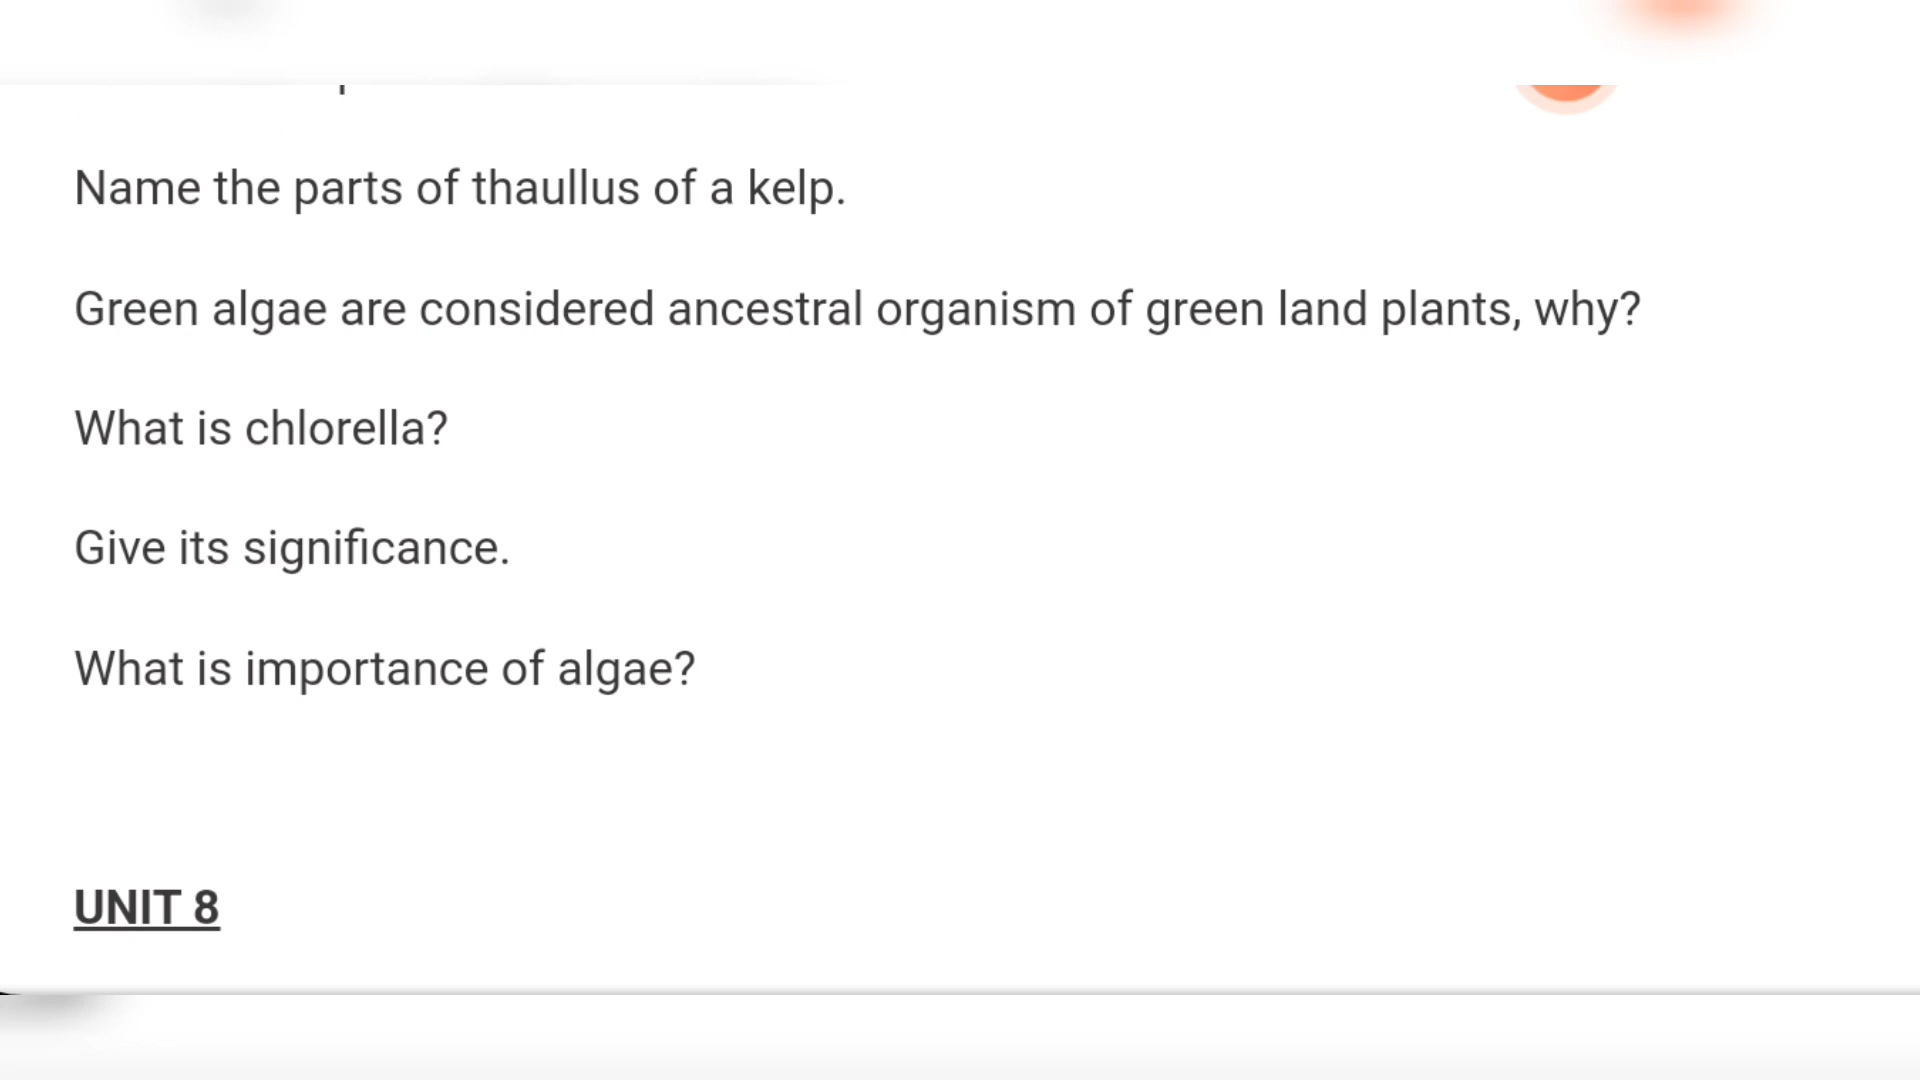 Name the parts of thaullus of a kelp.
Green algae are considered ancestral organism of green land plants, why?
What is chlorella?
Give its significance.
What is importance of algae?
UNIT 8